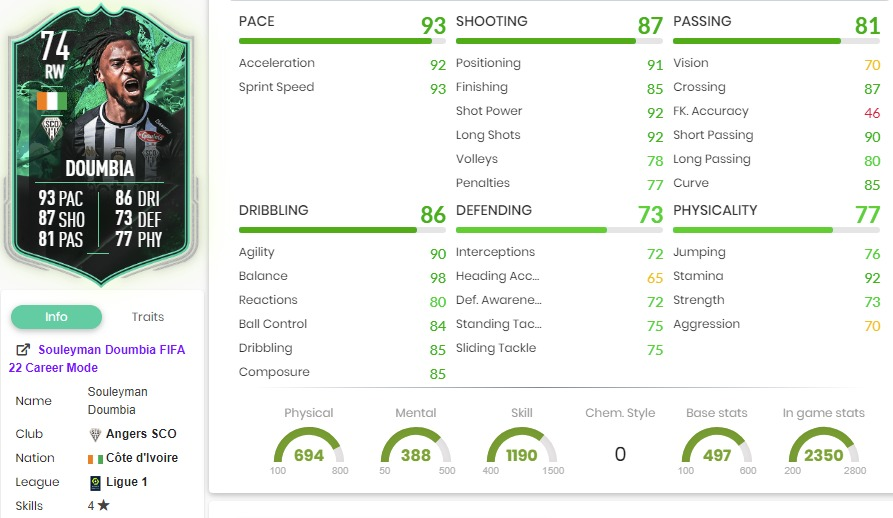 74
RW
SCO
DOUMBIA
93 PAC 86 DRI
87 SHO 73 DEF
81 PAS 77 PHY
Info Traits
Souleyman Doumbia FIFA
22 Career Mode
Name Souleyman
Doumbia
Club Angers SCO
Nation Côte d'Ivoire
League Ligue 1
Skills 4 ★
PACE 93
Acceleration 92
Sprint Speed 93
SHOOTING 87
Positioning 91
Finishing 85
Shot Power 92
Long Shots 92
Volleys 78
Penalties 77
PASSING 81
Vision 70
Crossing 87
FK. Accuracy 46
Short Passing 90
Long Passing 80
Curve 85
DRIBBLING 86
Agility 90
Balance 98
Reactions 80
Ball Control 84
Dribbling 85
Composure 85
DEFENDING 73
Interceptions 72
Heading Acc... 65
Def. Awarene... 72
Standing Tac... 75
Sliding Tackle 75
PHYSICALITY 77
Jumping 76
Stamina 92
Strength 73
Aggression 70
Physical Mental Skill Chem. Style Base stats In game stats
694 388 1190 0 497 2350
100 800 50 500 400 1500 100 600 200 2800